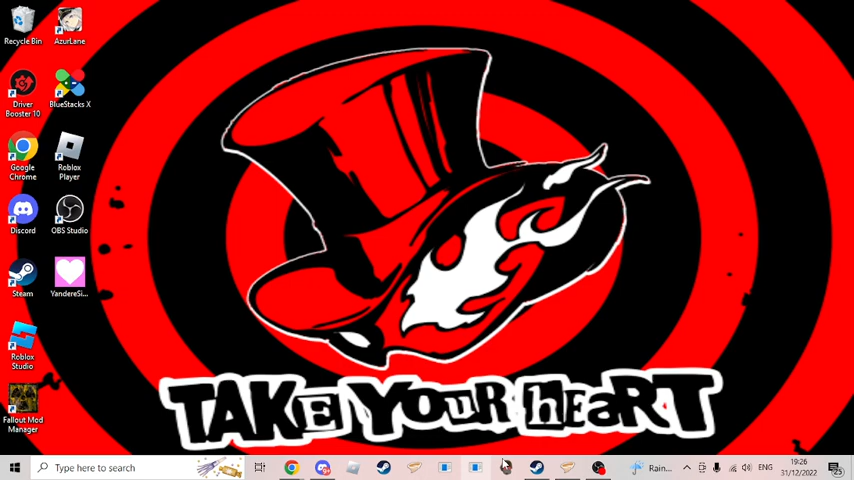 Recycle Bin
AzurLane
Driver
Booster 10
BlueStacks X
Google
Chrome
Roblox
Player
Discord
OBS Studio
Steam
YandereSi...
Roblox
Studio
Fallout Mod
Manager
TAKE YOUR hEaRT
Type here to search
Rain...
ENG
19:26
31/12/2022
25